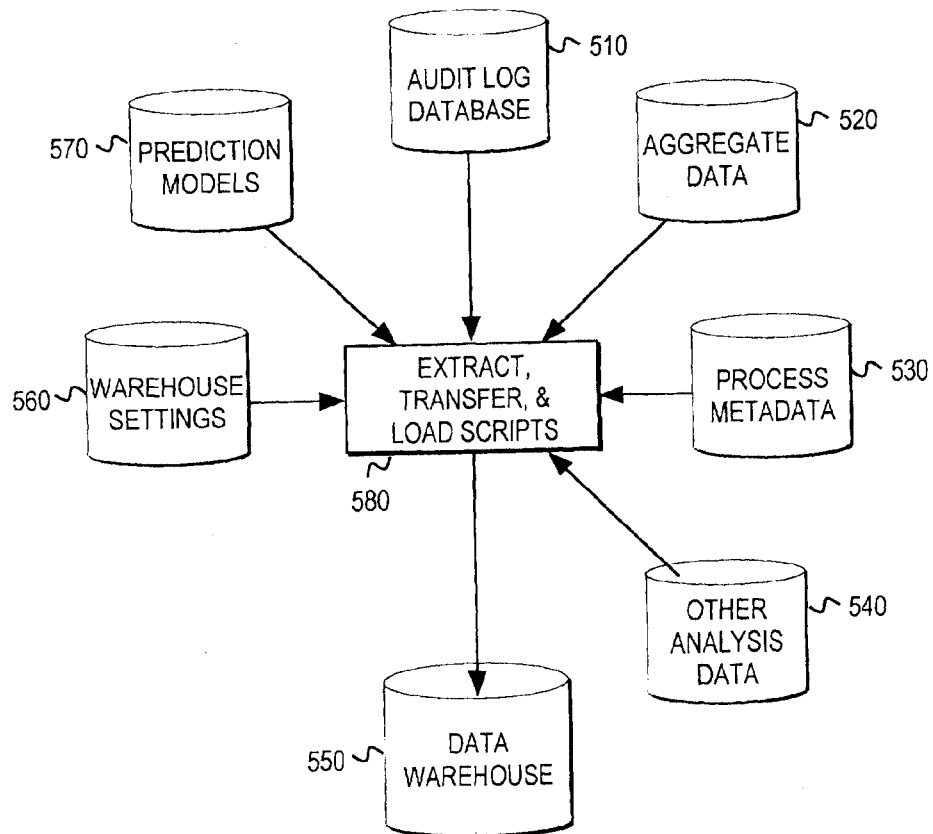 510
AUDIT LOG
DATABASE
570
PREDICTION
MODELS
520
AGGREGATE
DATA
560
WAREHOUSE
SETTINGS
EXTRACT,
TRANSFER, &
LOAD SCRIPTS
580
PROCESS
METADATA
530
OTHER
ANALYSIS
DATA
540
550
DATA
WAREHOUSE